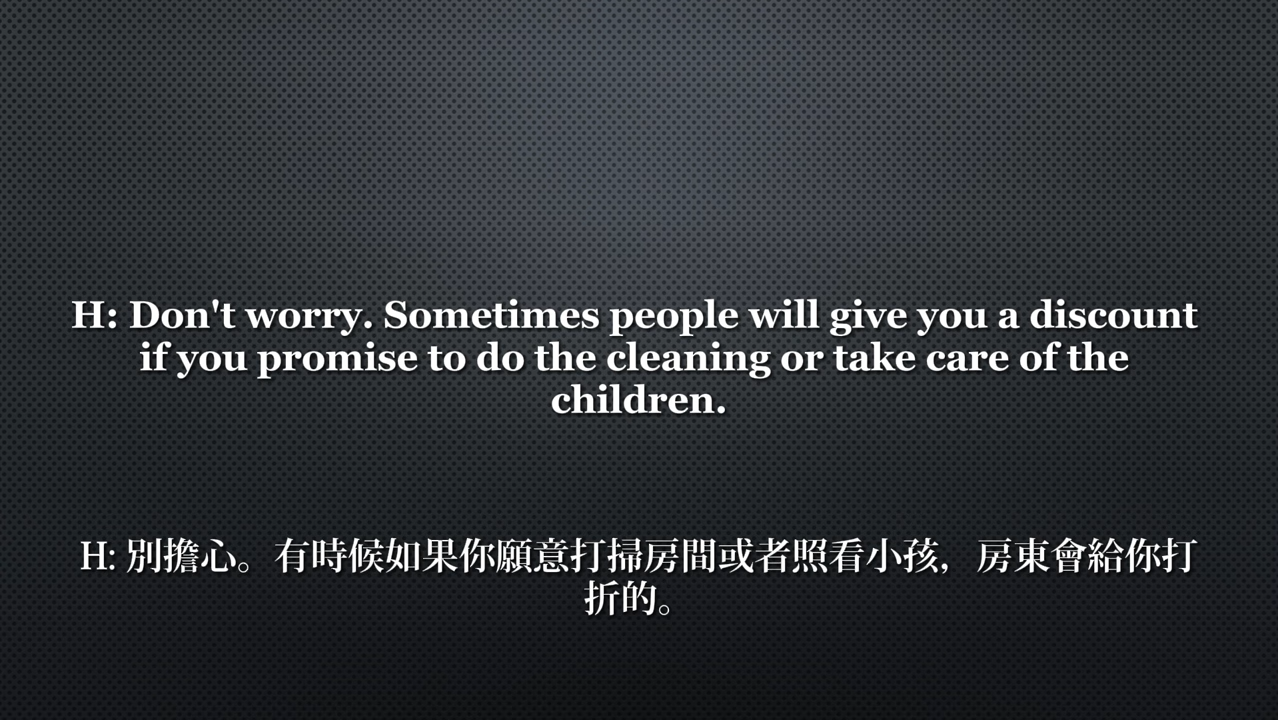 H: Don't worry. Sometimes people will give you a discount
if you promise to do the cleaning or take care of the
children.
H: 別擔心。有時候如果你願意打掃房間或者照看小孩，房東會給你打
折的。